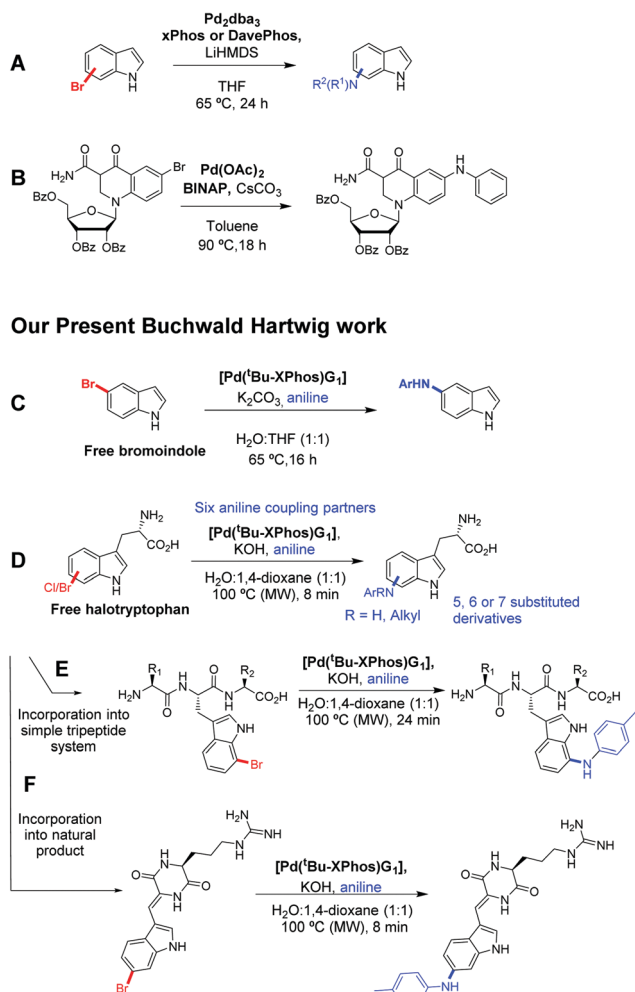 A
Br
N
H
Pd2dba3
xPhos or DavePhos,
LiHMDS
THF
65 ºC, 24 h
R2(R1)N
N
H
B
O
O
H2N
Br
N
BzO
O
OBz
OBz
Pd(OAc)2
BINAP, CsCO3
Toluene
90 ºC,18 h
O
O
H2N
H
N
N
BzO
O
OBz
OBz
Our Present Buchwald Hartwig work
C
Br
N
H
Free bromoindole
[Pd(tBu-XPhos)G1]
K2CO3, aniline
H2O:THF (1:1)
65 ºC,16 h
ArHN
N
H
D
NH2
CO2H
Cl/Br
N
H
Free halotryptophan
Six aniline coupling partners
[Pd(tBu-XPhos)G1],
KOH, aniline
H2O:1,4-dioxane (1:1)
100 ºC (MW), 8 min
NH2
CO2H
ArRN
N
H
R = H, Alkyl
5, 6 or 7 substituted
derivatives
E
Incorporation into
simple tripeptide
system
R1
H2N
O
H
N
O
N
H
R2
CO2H
NH
Br
[Pd(tBu-XPhos)G1],
KOH, aniline
H2O:1,4-dioxane (1:1)
100 ºC (MW), 24 min
R1
H2N
O
H
N
O
N
H
R2
CO2H
NH
N
H
F
Incorporation
into natural
product
H2N
NH
N
H
HN
O
O
NH
NH
Br
[Pd(tBu-XPhos)G1],
KOH, aniline
H2O:1,4-dioxane (1:1)
100 ºC (MW), 8 min
H2N
NH
N
H
HN
O
O
NH
NH
N
H